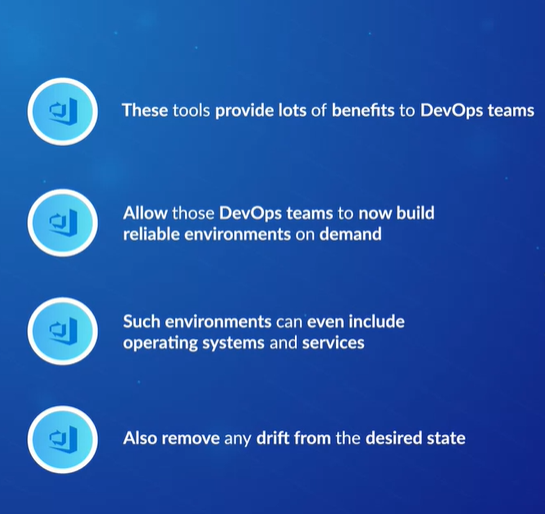 These tools provide lots of benefits to DevOps teams
Allow those DevOps teams to now build
reliable environments on demand
Such environments can even include
operating systems and services
Also remove any drift from the desired state